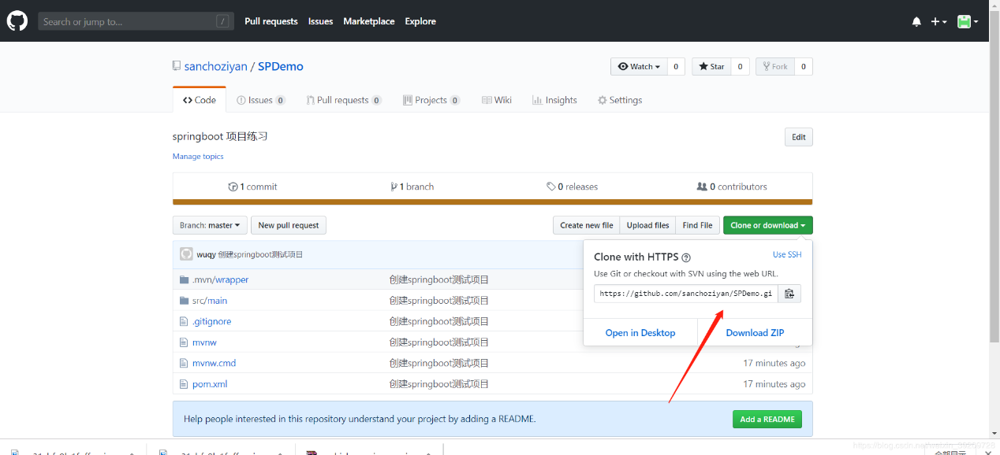 Search or jump to... /
Pull requests Issues Marketplace Explore
sanchoziyan / SPDemo
Watch 0 Star 0 Fork 0
Code Issues 0 Pull requests 0 Projects 0 Wiki Insights Settings
springboot 项目练习
Edit
Manage topics
1 commit 1 branch 0 releases 0 contributors
Branch: master New pull request Create new file Upload files Find File Clone or download
wuqy 创建springboot测试项目
Clone with HTTPS ? Use SSH
Use Git or checkout with SVN using the web URL.
https://github.com/sanchoziyan/SPDemo.gi
Open in Desktop Download ZIP
.mvn/wrapper 创建springboot测试项目
src/main 创建springboot测试项目
.gitignore 创建springboot测试项目
mvnw 创建springboot测试项目
mvnw.cmd 创建springboot测试项目 17 minutes ago
pom.xml 创建springboot测试项目 17 minutes ago
Help people interested in this repository understand your project by adding a README.
Add a README
全部显示